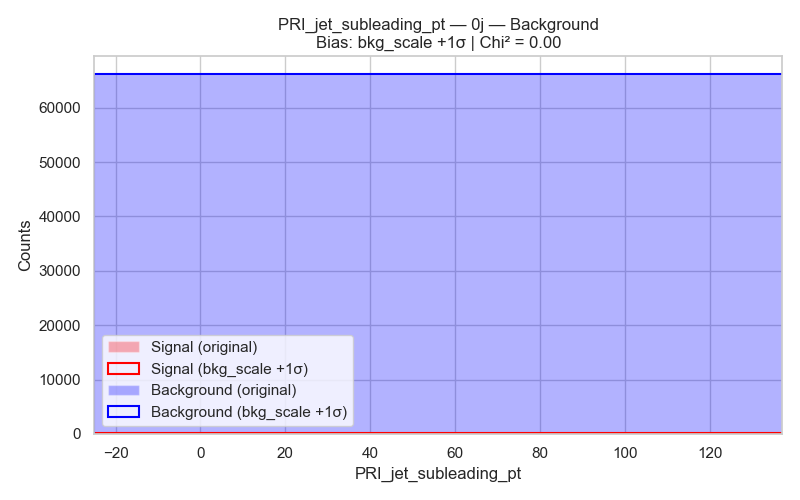 PRI_jet_subleading_pt — 0j — Background
Bias: bkg_scale +1σ | Chi² = 0.00
Counts
60000
50000
40000
30000
20000
10000
0
Signal (original)
Signal (bkg_scale +1σ)
Background (original)
Background (bkg_scale +1σ)
−20
0
20
40
60
80
100
120
PRI_jet_subleading_pt